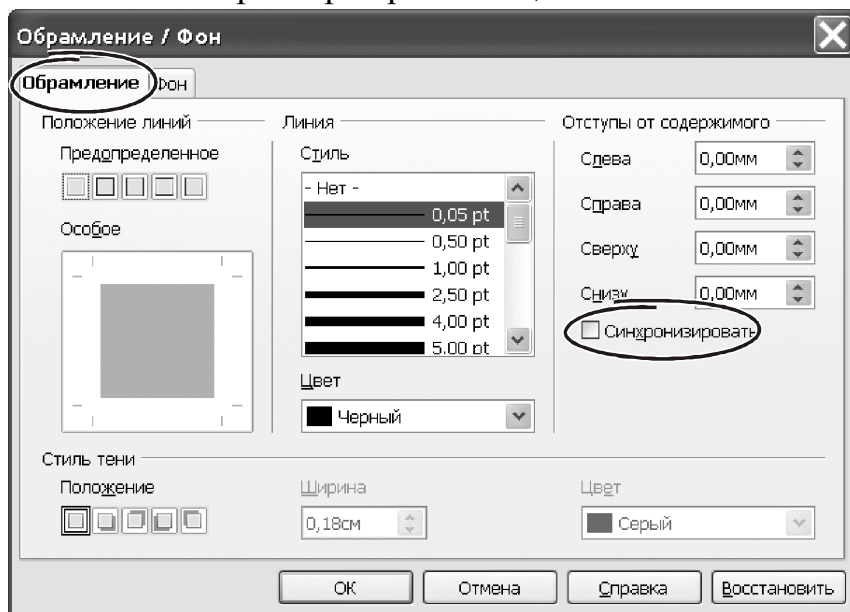 Обрамление / Фон
Обрамление Фон
Положение линий
Предопределенное
Особое
Линия
Стиль
- Нет -
0,05 pt
0,50 pt
1,00 pt
2,50 pt
4,00 pt
5.00 pt
Цвет
Черный
Отступы от содержимого
Слева 0,00мм
Справа 0,00мм
Сверху 0,00мм
Снизу 0,00мм
Синхронизировать
Стиль тени
Положение
Ширина
0,18см
Цвет
Серый
ОК Отмена Справка Восстановить